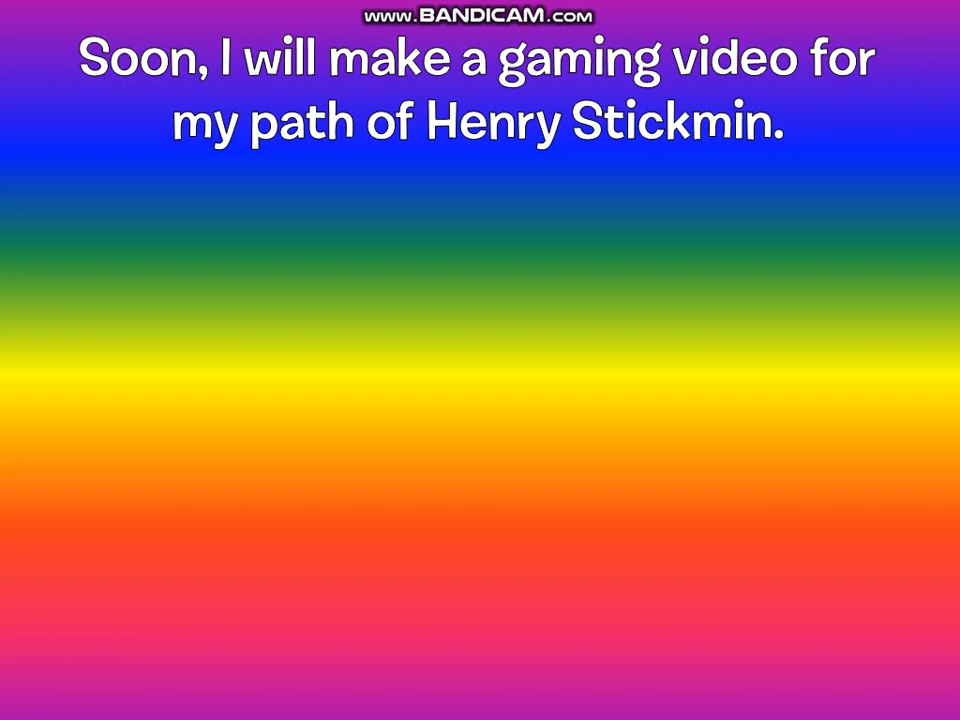 www.BANDICAM.com
Soon, I will make a gaming video for
my path of Henry Stickmin.